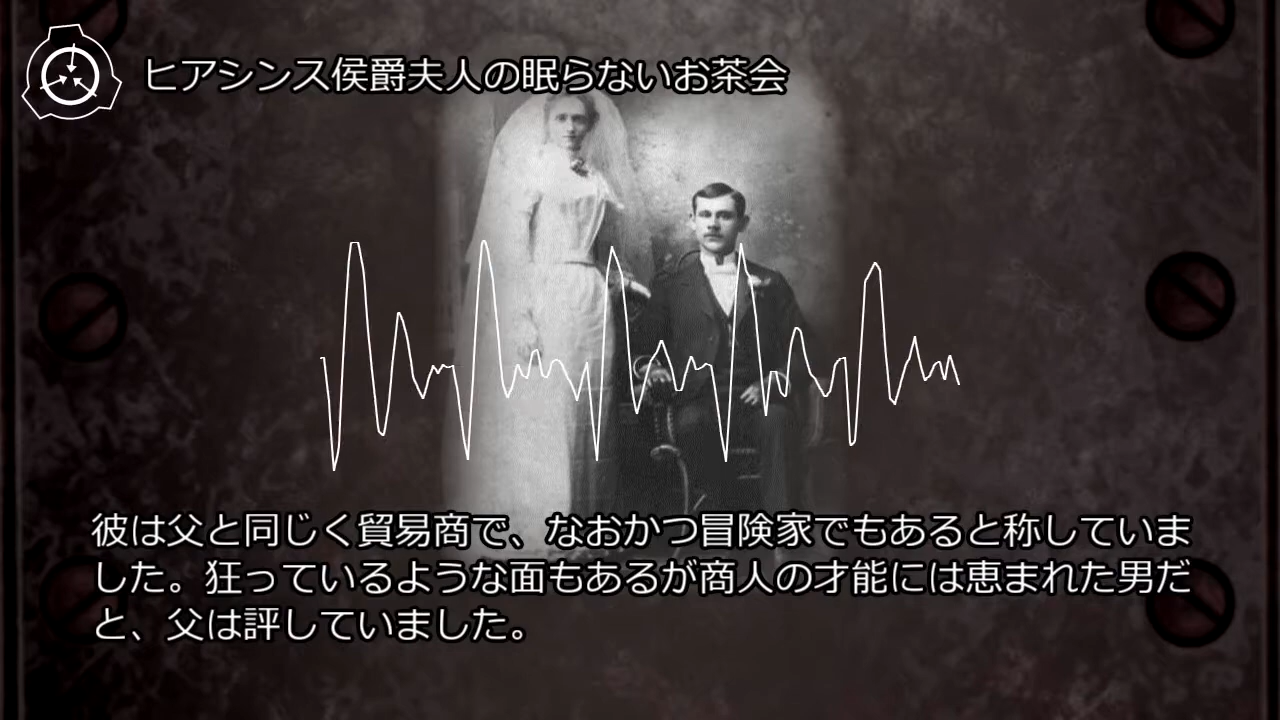 ヒアシンス侯爵夫人の眠らないお茶会
彼は父と同じく貿易商で、なおかつ冒険家でもあると称していま
した。狂っているような面もあるが商人の才能には恵まれた男だ
と、父は評していました。